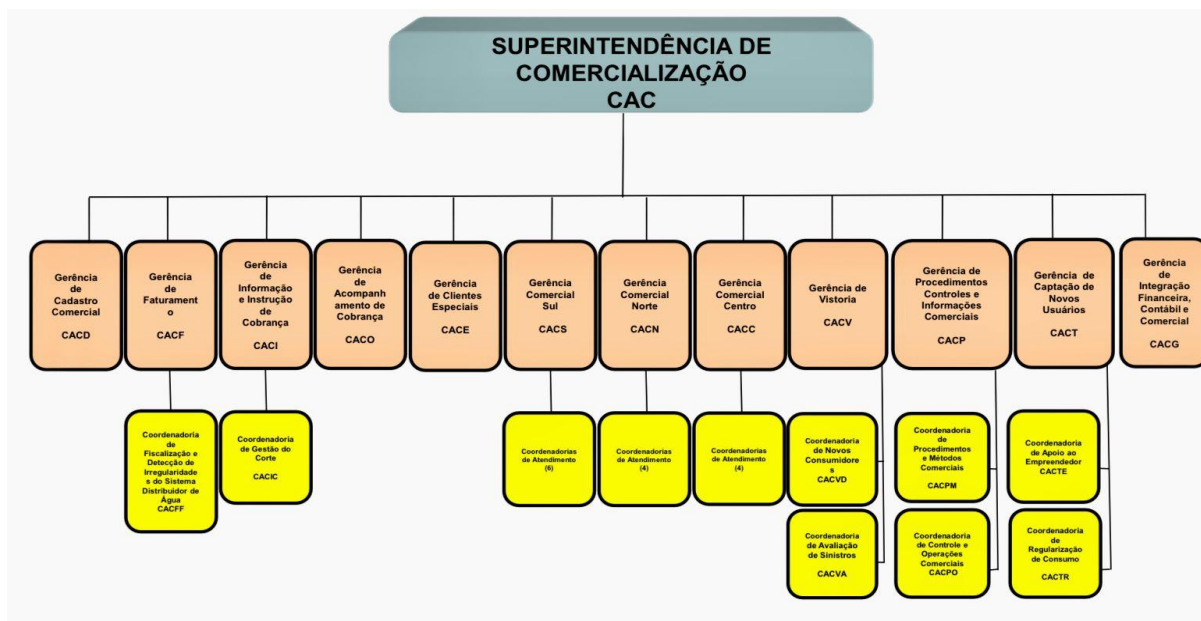 SUPERINTENDÊNCIA DE
COMERCIALIZAÇÃO
CAC
Gerência
de
Cadastro
Comercial
CACD
Gerência
de
Faturament
o
CACF
Gerência
de
Informação
e Instrução
de
Cobrança
CACI
Gerência
de
Acompanh
amento de
Cobrança
CACO
Gerência
de Clientes
Especiais
CACE
Gerência
Comercial
Sul
CACS
Gerência
Comercial
Norte
CACN
Gerência
Comercial
Centro
CACC
Gerência de
Vistoria
CACV
Gerência de
Procedimentos
Controles e
Informações
Comerciais
CACP
Gerência de
Captação de
Novos
Usuários
CACT
Gerência
de
Integração
Financeira,
Contábil e
Comercial
CACG
Coordenadoria
de
Fiscalização e
Detecção de
Irregularidade
s do Sistema
Distribuidor de
Água
CACFF
Coordenadoria
de Gestão do
Corte
CACIC
Coordenadorias
de Atendimento
(6)
Coordenadorias
de Atendimento
(4)
Coordenadorias
de Atendimento
(4)
Coordenadoria
de Novos
Consumidore
s
CACVD
Coordenadoria
de
Procedimentos
e Métodos
Comerciais
CACPM
Coordenadoria
de Apoio ao
Empreendedor
CACTE
Coordenadoria
de Avaliação
de Sinistros
CACVA
Coordenadoria
de Controle e
Operações
Comerciais
CACPO
Coordenadoria
de
Regularização
de Consumo
CACTR